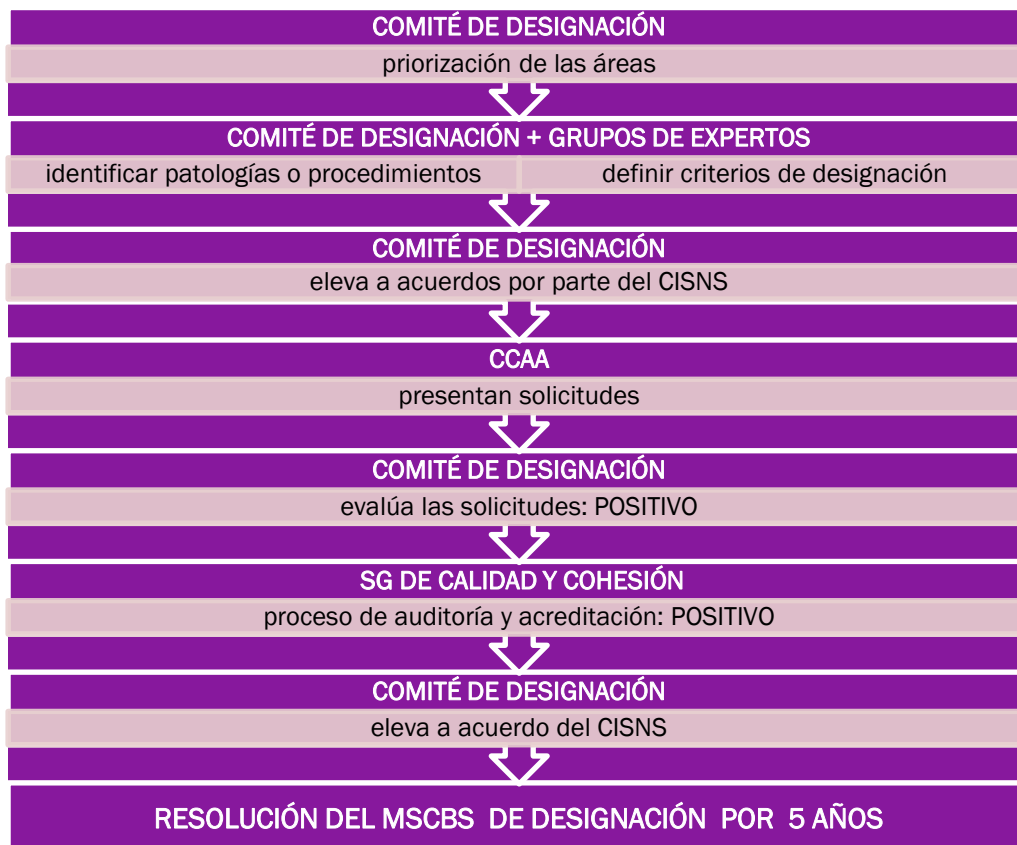 COMITÉ DE DESIGNACIÓN
priorización de las áreas
COMITÉ DE DESIGNACIÓN + GRUPOS DE EXPERTOS
identificar patologías o procedimientos
definir criterios de designación
COMITÉ DE DESIGNACIÓN
eleva a acuerdos por parte del CISNS
CCAA
presentan solicitudes
COMITÉ DE DESIGNACIÓN
evalúa las solicitudes: POSITIVO
SG DE CALIDAD Y COHESIÓN
proceso de auditoría y acreditación: POSITIVO
COMITÉ DE DESIGNACIÓN
eleva a acuerdo del CISNS
RESOLUCIÓN DEL MSCBS DE DESIGNACIÓN POR 5 AÑOS